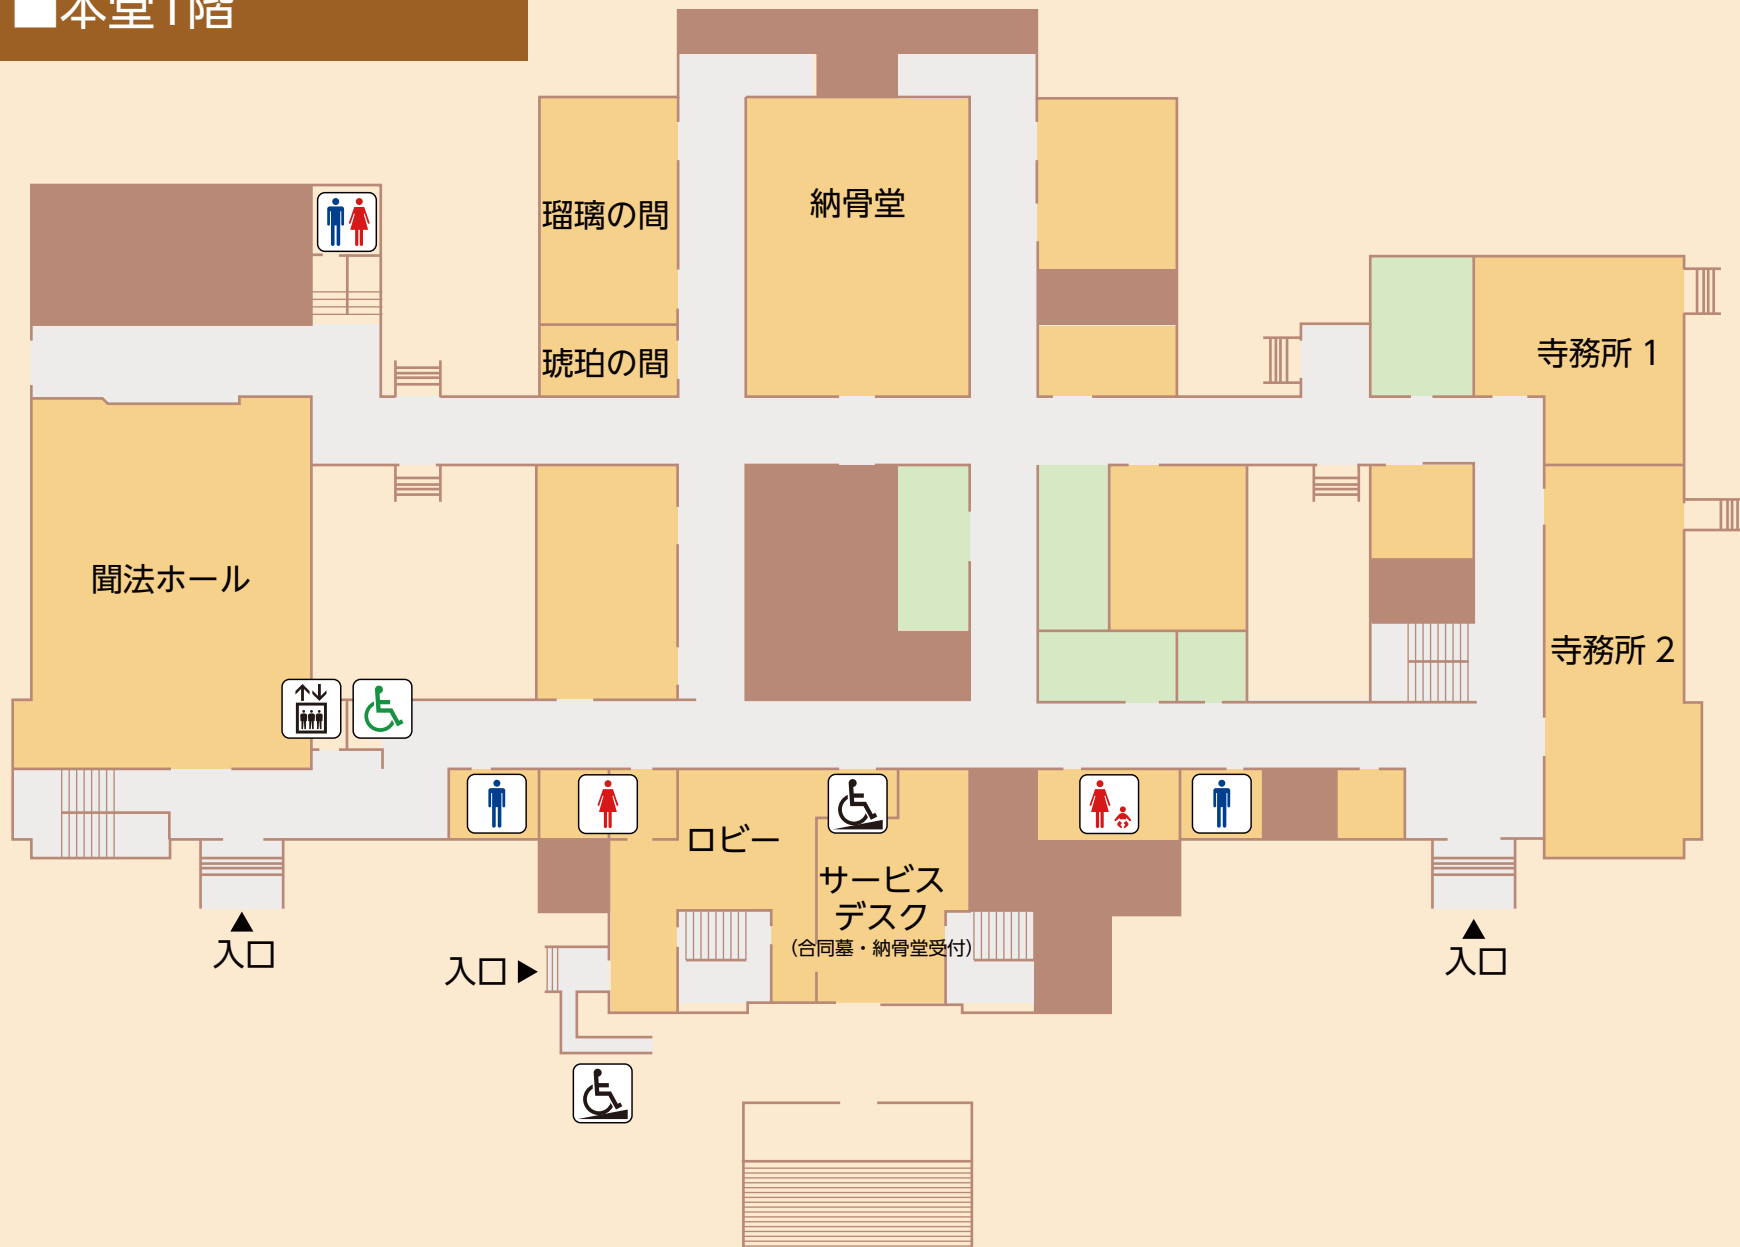 ■本堂1階
瑠璃の間
納骨堂
琥珀の間
寺務所 1
聞法ホール
寺務所 2
ロビー
サービス
デスク
(合同墓・納骨堂受付)
▲
入口
入口 ▶
▲
入口